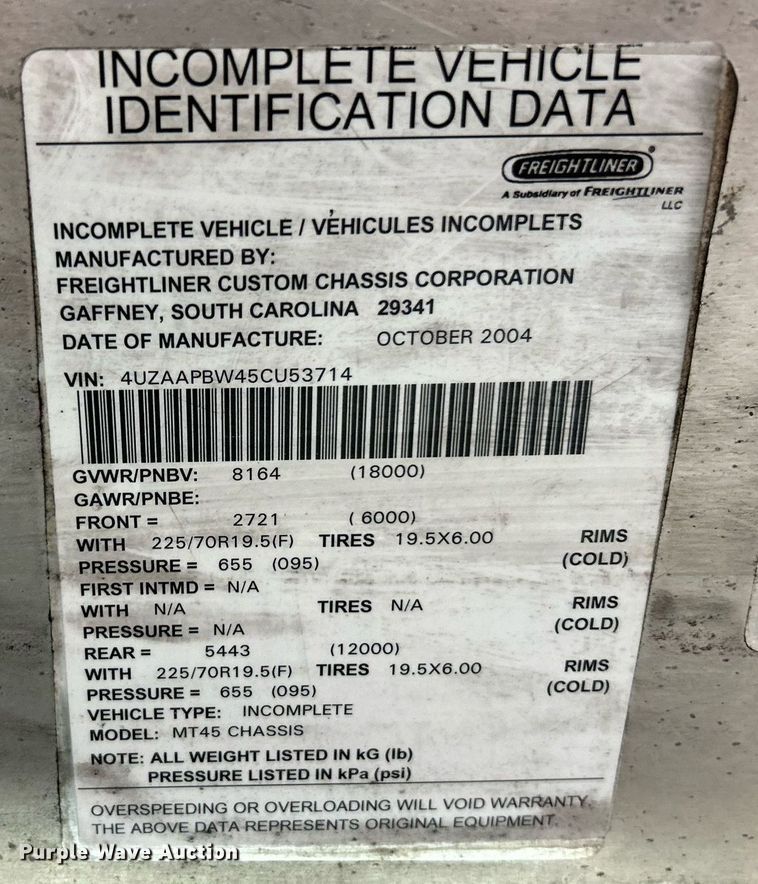 INCOMPLETE VEHICLE
IDENTIFICATION DATA
FREIGHTLINER
A Subsidiary of FREIGHTLINER
LLC
INCOMPLETE VEHICLE / VÉHICULES INCOMPLETS
MANUFACTURED BY:
FREIGHTLINER CUSTOM CHASSIS CORPORATION
GAFFNEY, SOUTH CAROLINA 29341
DATE OF MANUFACTURE: OCTOBER 2004
VIN: 4UZAAPBW45CU53714
GVWR/PNBV: 8164 (18000)
GAWR/PNBE:
FRONT = 2721 ( 6000)
WITH 225/70R19.5(F) TIRES 19.5X6.00 RIMS
PRESSURE = 655 (095) (COLD)
FIRST INTMD = N/A
WITH N/A TIRES N/A RIMS
PRESSURE = N/A (COLD)
REAR = 5443 (12000)
WITH 225/70R19.5(F) TIRES 19.5X6.00 RIMS
PRESSURE = 655 (095) (COLD)
VEHICLE TYPE: INCOMPLETE
MODEL: MT45 CHASSIS
NOTE: ALL WEIGHT LISTED IN kG (lb)
PRESSURE LISTED IN kPa (psi)
OVERSPEEDING OR OVERLOADING WILL VOID WARRANTY.
THE ABOVE DATA REPRESENTS ORIGINAL EQUIPMENT.
Purple Wave Auction